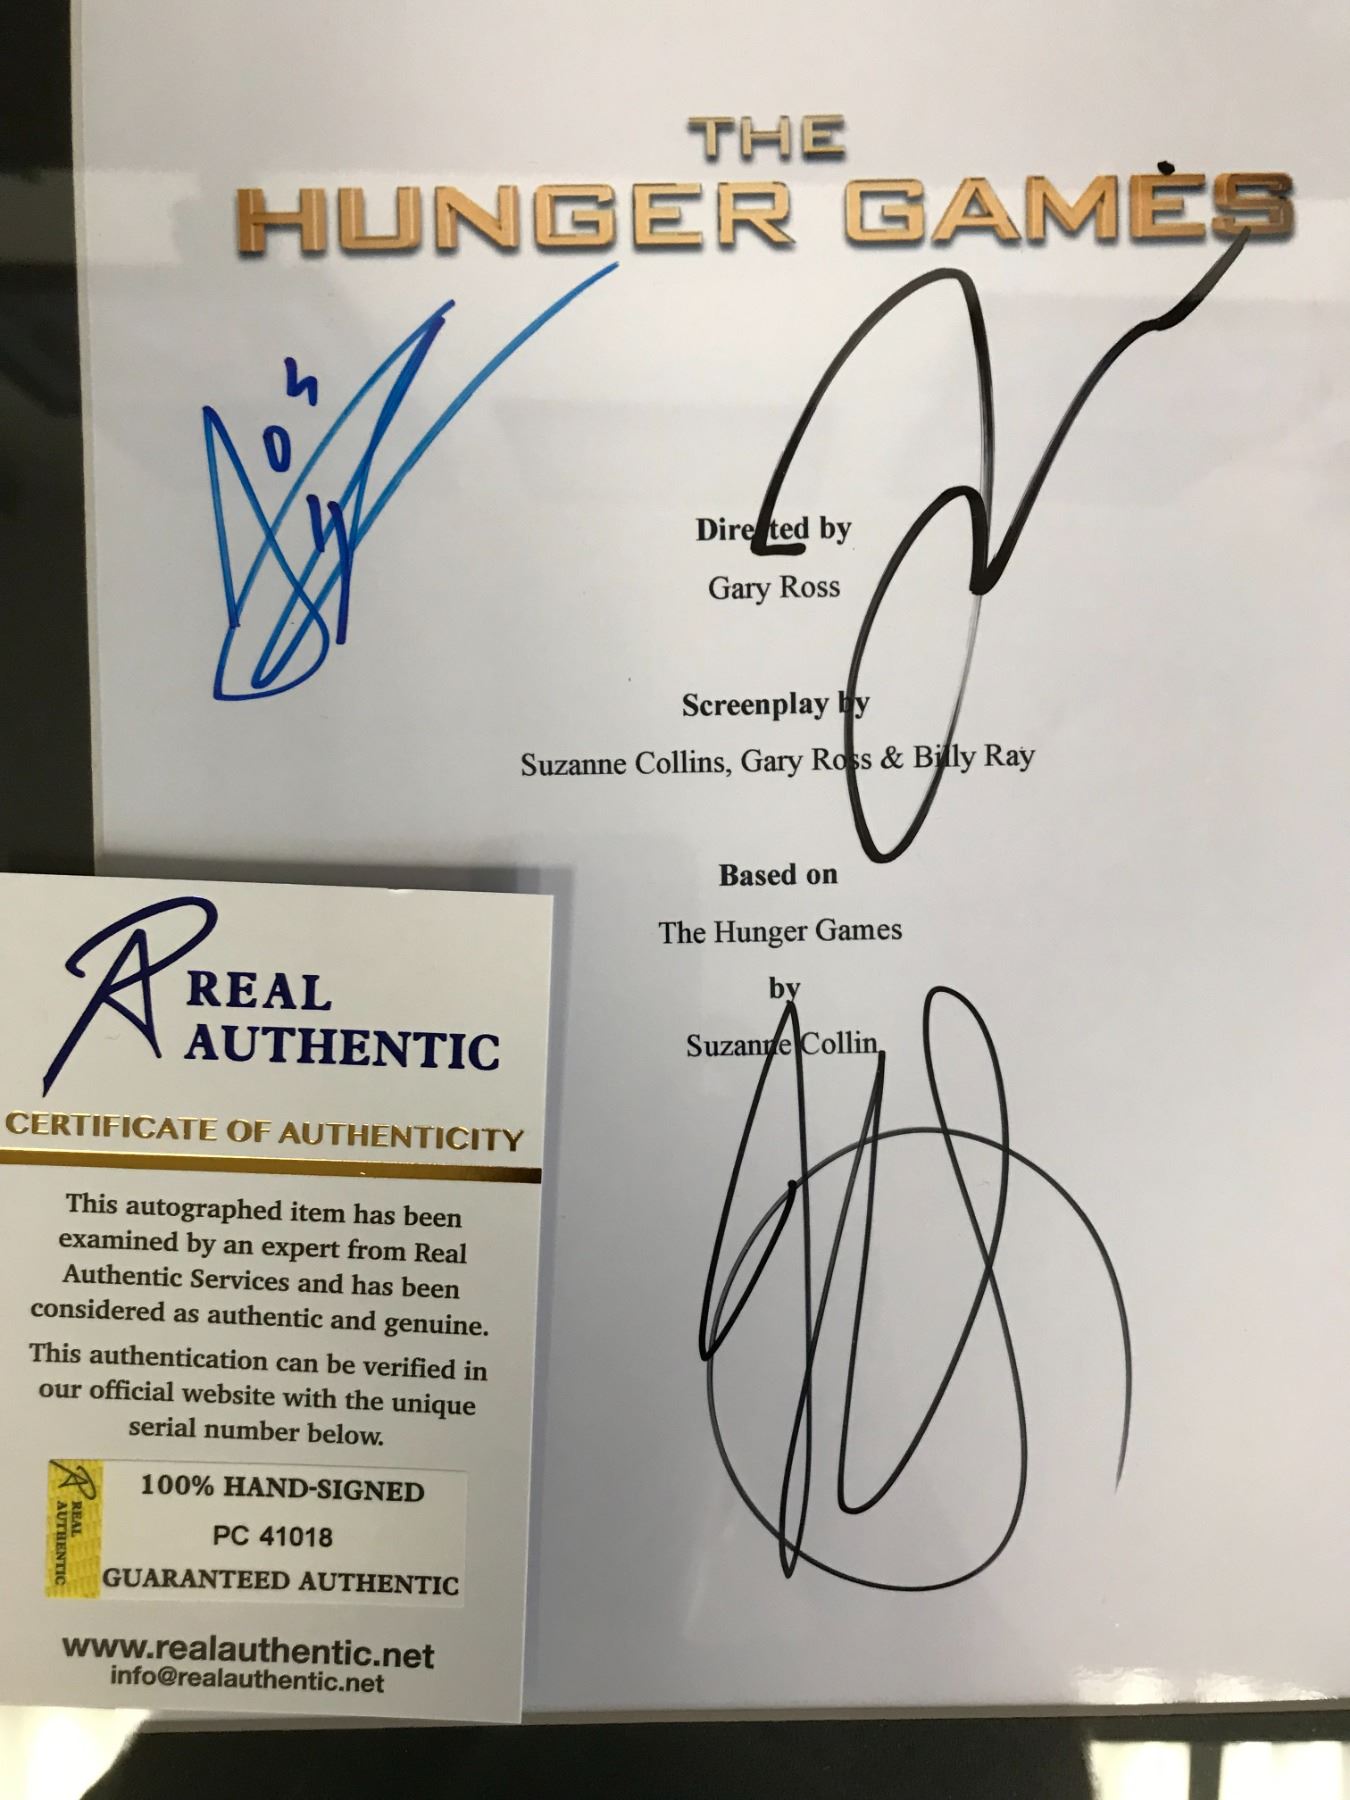 THE
HUNGER GAMES
Directed by
Gary Ross
Screenplay by
Suzanne Collins, Gary Ross & Billy Ray
Based on
The Hunger Games
by
Suzanne Collin
REAL
AUTHENTIC
CERTIFICATE OF AUTHENTICITY
This autographed item has been
examined by an expert from Real
Authentic Services and has been
considered as authentic and genuine.
This authentication can be verified in
our official website with the unique
serial number below.
REAL
AUTHENTIC
100% HAND-SIGNED
PC 41018
GUARANTEED AUTHENTIC
www.realauthentic.net
info@realauthentic.net